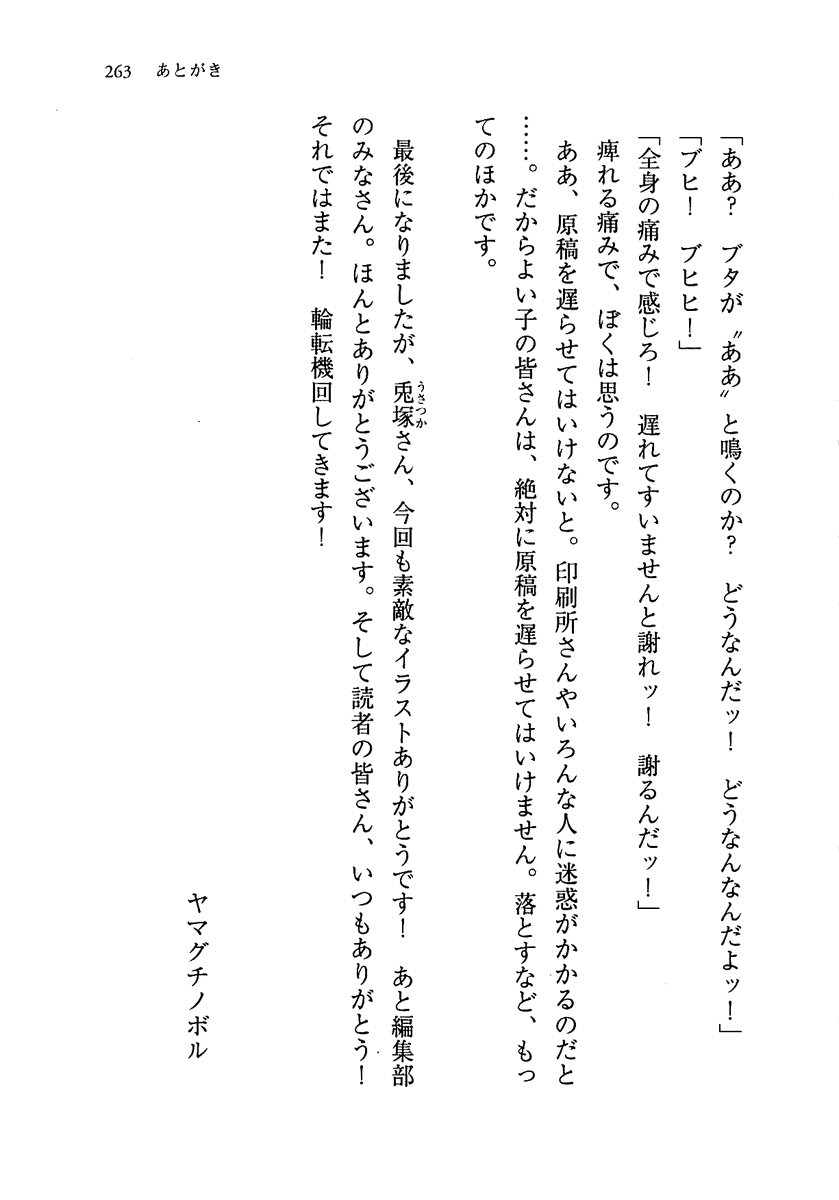 263　あとがき
「ああ？　ブタが〝ああ〟と鳴くのか？　どうなんだッ！　どうなんなんだよッ！」
「ブヒ！　ブヒヒ！」
「全身の痛みで感じろ！　遅れてすいませんと謝れッ！　謝るんだッ！」
痺れる痛みで、ぼくは思うのです。
ああ、原稿を遅らせてはいけないと。印刷所さんやいろんな人に迷惑がかかるのだと
……。だからよい子の皆さんは、絶対に原稿を遅らせてはいけません。落とすなど、もっ
てのほかです。
最後になりましたが、兎塚さん、今回も素敵なイラストありがとうです！　あと編集部
うさつか
のみなさん。ほんとありがとうございます。そして読者の皆さん、いつもありがとう！
それではまた！　輪転機回してきます！
ヤマグチノボル